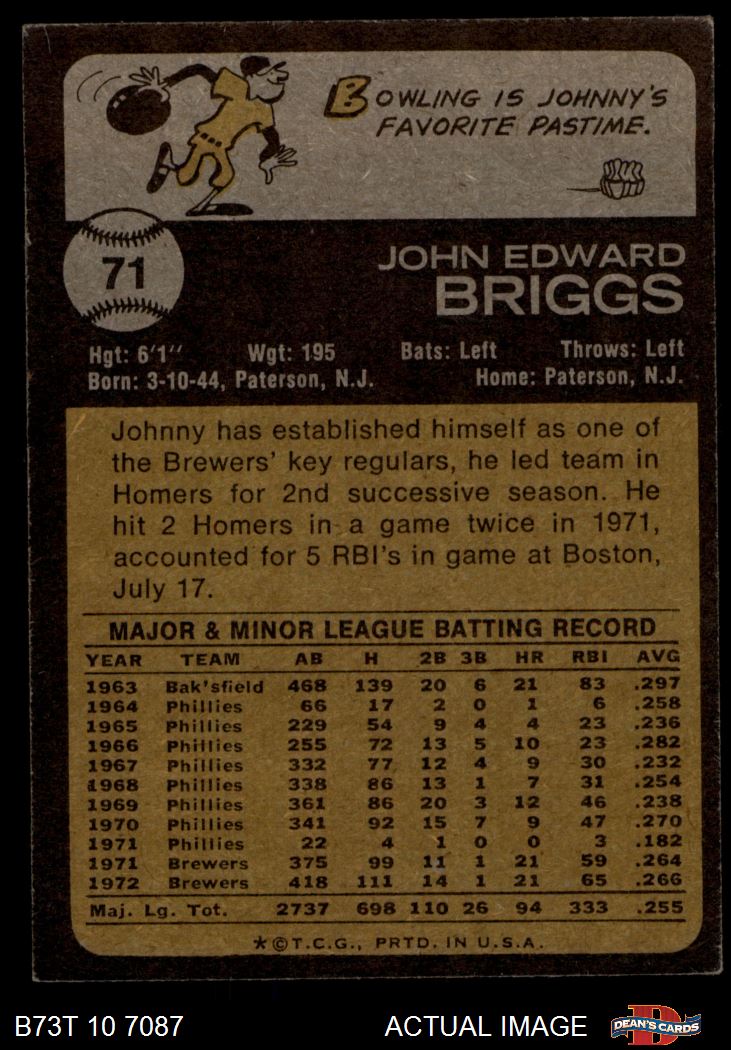 BOWLING IS JOHNNY'S
FAVORITE PASTIME.
71
JOHN EDWARD
BRIGGS
Hgt: 6'1" Wgt: 195 Bats: Left Throws: Left
Born: 3-10-44, Paterson, N.J. Home: Paterson, N.J.
Johnny has established himself as one of
the Brewers' key regulars, he led team in
Homers for 2nd successive season. He
hit 2 Homers in a game twice in 1971,
accounted for 5 RBI's in game at Boston,
July 17.
MAJOR & MINOR LEAGUE BATTING RECORD
YEAR TEAM AB H 2B 3B HR RBI AVG
1963 Bak'sfield 468 139 20 6 21 83 .297
1964 Phillies 66 17 2 0 1 6 .258
1965 Phillies 229 54 9 4 4 23 .236
1966 Phillies 255 72 13 5 10 23 .282
1967 Phillies 332 77 12 4 9 30 .232
1968 Phillies 338 86 13 1 7 31 .254
1969 Phillies 361 86 20 3 12 46 .238
1970 Phillies 341 92 15 7 9 47 .270
1971 Phillies 22 4 1 0 0 3 .182
1971 Brewers 375 99 11 1 21 59 .264
1972 Brewers 418 111 14 1 21 65 .266
Maj. Lg. Tot. 2737 698 110 26 94 333 .255
*©T.C.G., PRTD. IN U.S.A.
B73T 10 7087 ACTUAL IMAGE DEAN'S CARDS